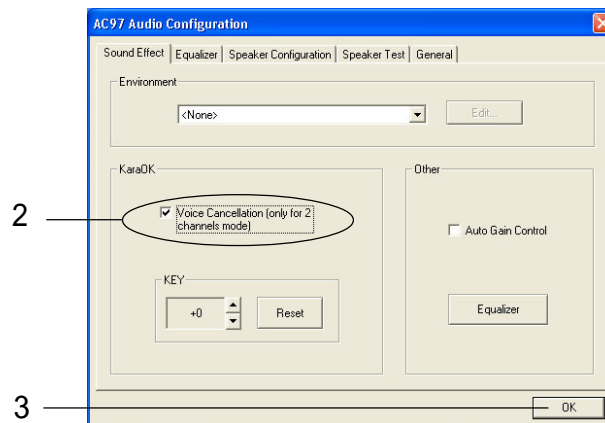 AC97 Audio Configuration
Sound Effect Equalizer Speaker Configuration Speaker Test General
Environment
<None>
Edit...
KaraOK
Other
2
Voice Cancellation (only for 2
channels mode)
Auto Gain Control
KEY
+0
Reset
Equalizer
3
OK